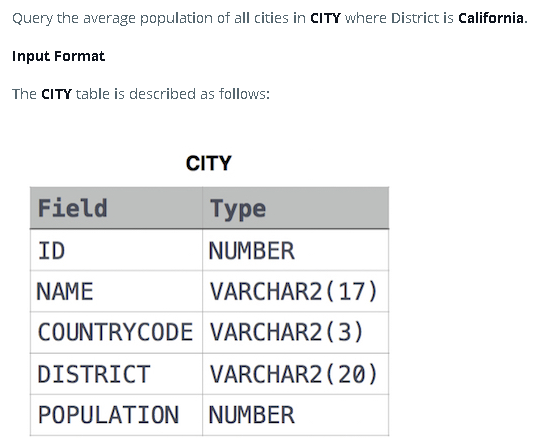 Query the average population of all cities in CITY where District is California.
Input Format
The CITY table is described as follows:
CITY
Field Type
ID NUMBER
NAME VARCHAR2(17)
COUNTRYCODE VARCHAR2(3)
DISTRICT VARCHAR2(20)
POPULATION NUMBER